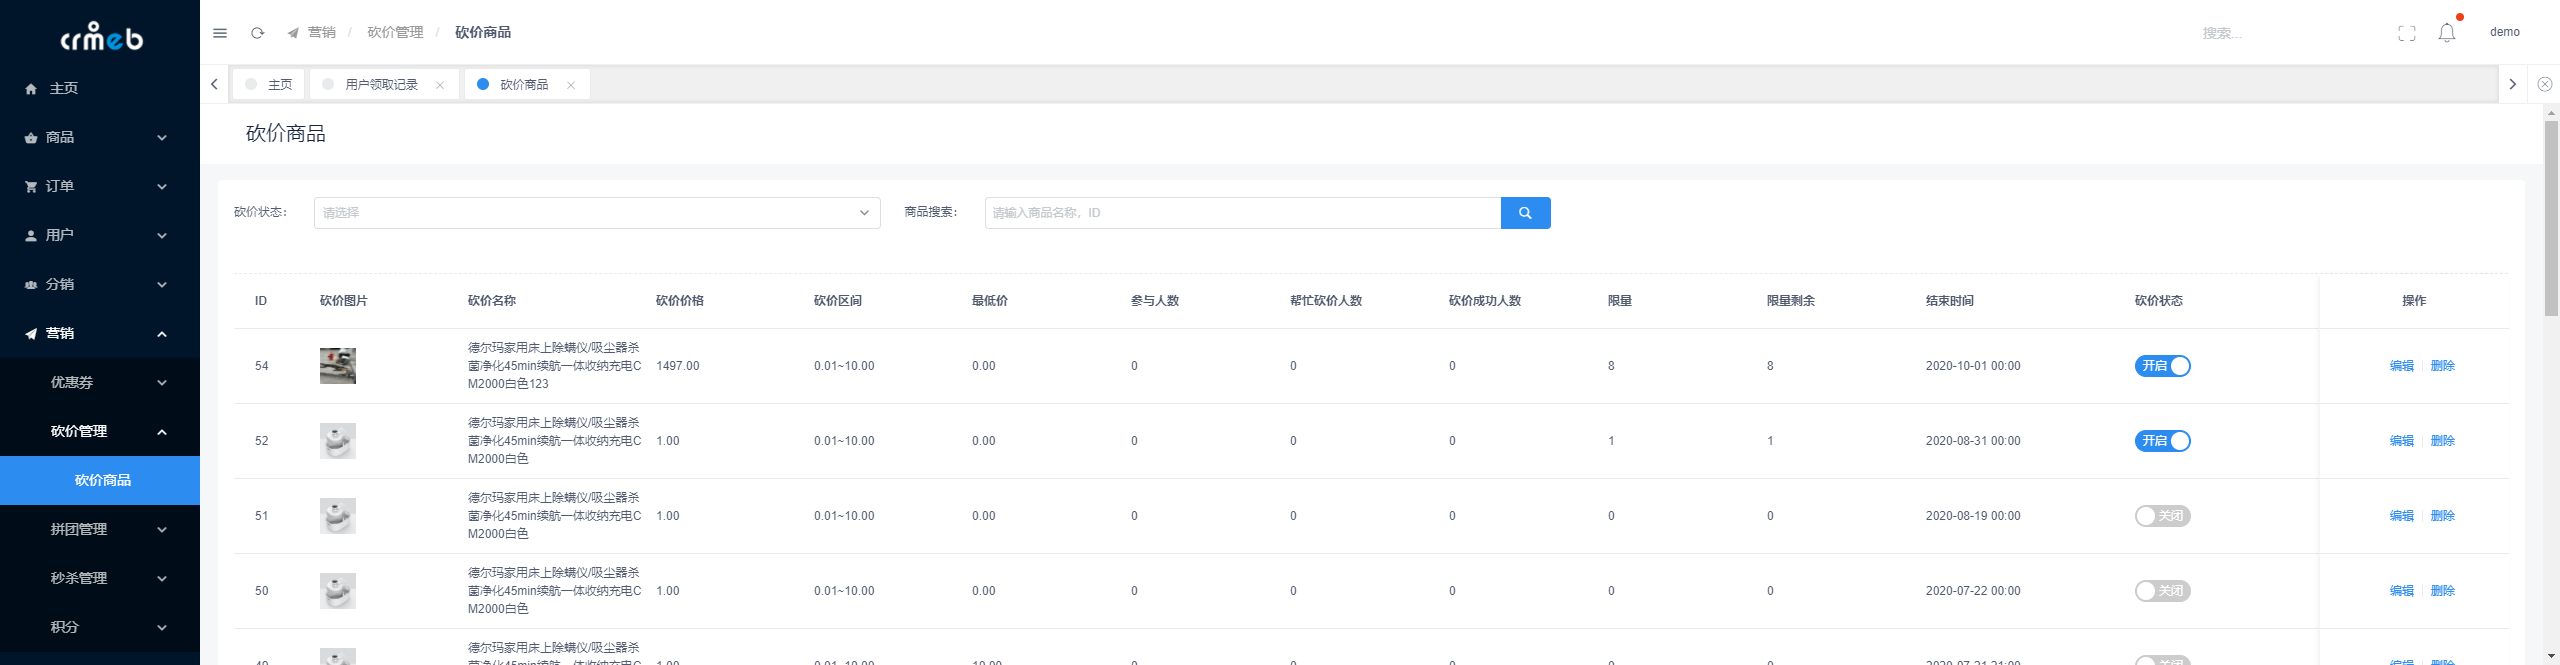 crmeb
主页
商品
订单
用户
分销
营销
优惠券
砍价管理
砍价商品
拼团管理
秒杀管理
积分
营销 / 砍价管理 / 砍价商品
搜索...
demo
主页
用户领取记录
砍价商品
砍价商品
砍价状态：
请选择
商品搜索：
请输入商品名称，ID
ID 砍价图片 砍价名称 砍价价格 砍价区间 最低价 参与人数 帮忙砍价人数 砍价成功人数 限量 限量剩余 结束时间 砍价状态 操作
德尔玛家用床上除螨仪/吸尘器杀
54 菌净化45min续航一体收纳充电C 1497.00 0.01~10.00 0.00 0 0 0 8 8 2020-10-01 00:00 开启 编辑 删除
M2000白色123
德尔玛家用床上除螨仪/吸尘器杀
52 菌净化45min续航一体收纳充电C 1.00 0.01~10.00 0.00 0 0 0 1 1 2020-08-31 00:00 开启 编辑 删除
M2000白色
德尔玛家用床上除螨仪/吸尘器杀
51 菌净化45min续航一体收纳充电C 1.00 0.01~10.00 0.00 0 0 0 0 0 2020-08-19 00:00 关闭 编辑 删除
M2000白色
德尔玛家用床上除螨仪/吸尘器杀
50 菌净化45min续航一体收纳充电C 1.00 0.01~10.00 0.00 0 0 0 0 0 2020-07-22 00:00 关闭 编辑 删除
M2000白色
德尔玛家用床上除螨仪/吸尘器杀